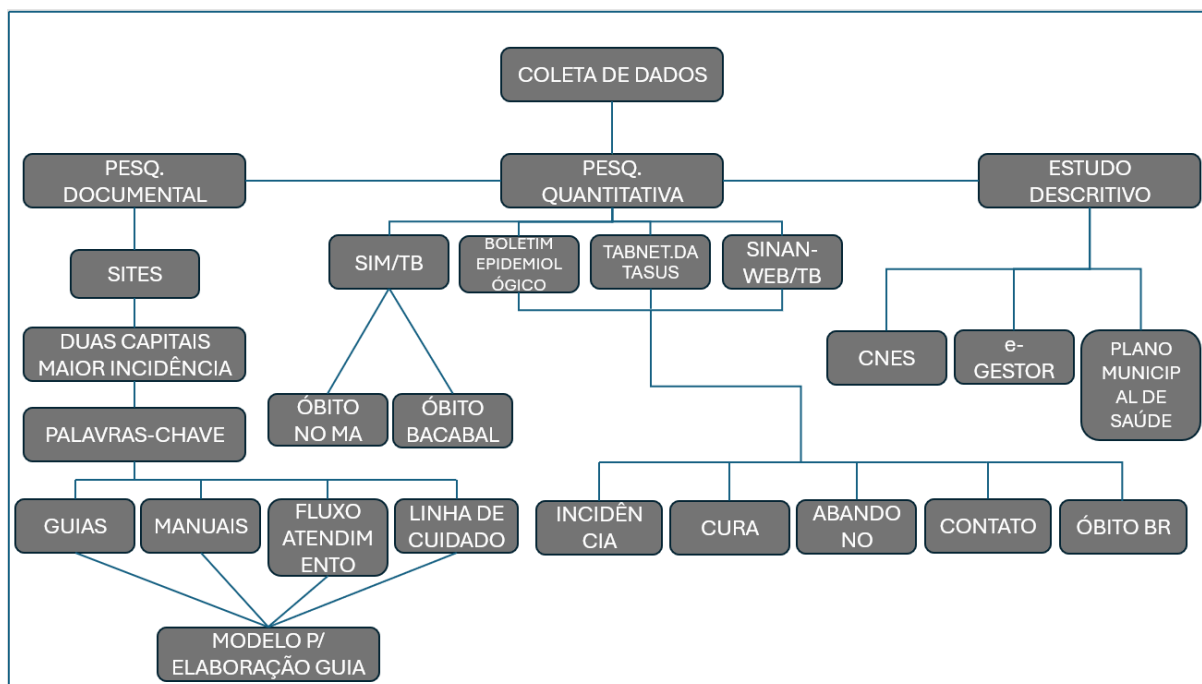 COLETA DE DADOS
PESQ.
DOCUMENTAL
PESQ.
QUANTITATIVA
ESTUDO
DESCRITIVO
SITES
SIM/TB
BOLETIM
EPIDEMIOL
ÓGICO
TABNET.DA
TASUS
SINAN-
WEB/TB
DUAS CAPITAIS
MAIOR INCIDÊNCIA
CNES
e-
GESTOR
PLANO
MUNICIP
AL DE
SAÚDE
PALAVRAS-CHAVE
ÓBITO
NO MA
ÓBITO
BACABAL
GUIAS
MANUAIS
FLUXO
ATENDIM
ENTO
LINHA DE
CUIDADO
INCIDÊN
CIA
CURA
ABANDO
NO
CONTATO
ÓBITO BR
MODELO P/
ELABORAÇÃO GUIA